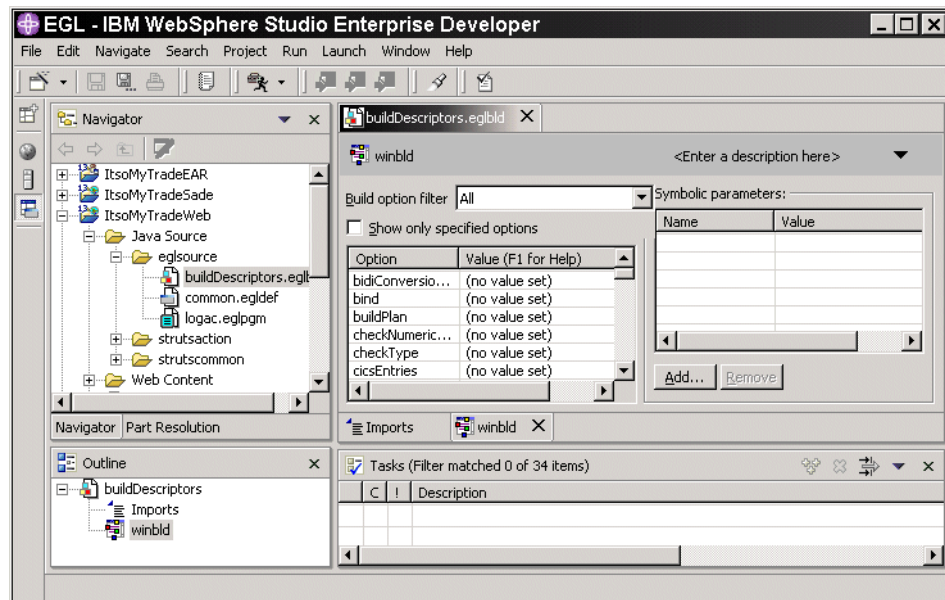 EGL - IBM WebSphere Studio Enterprise Developer
File Edit Navigate Search Project Run Launch Window Help
Navigator
ItsoMyTradeEAR
ItsoMyTradeSade
ItsoMyTradeWeb
Java Source
eglsource
buildDescriptors.eglb
common.egldef
logac.eglpgm
strutsaction
strutscommon
Web Content
Navigator Part Resolution
Outline
buildDescriptors
Imports
winbld
buildDescriptors.eglbld
winbld <Enter a description here>
Build option filter All
Show only specified options
Option Value (F1 for Help)
bidiConversio... (no value set)
bind (no value set)
buildPlan (no value set)
checkNumeric... (no value set)
checkType (no value set)
cicsEntries (no value set)
Symbolic parameters:
Name Value
Add... Remove
Imports winbld
Tasks (Filter matched 0 of 34 items)
C ! Description